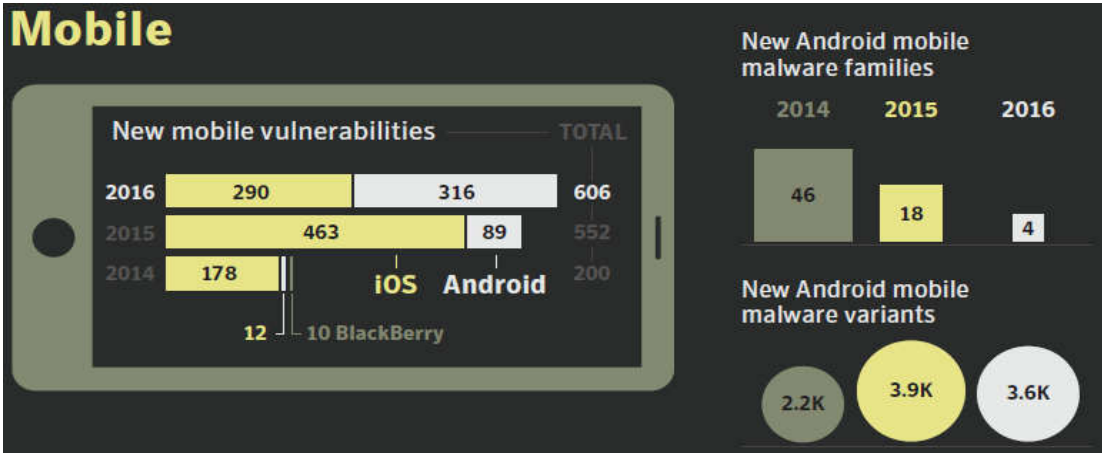 Mobile
New mobile vulnerabilities TOTAL
2016 290 316 606
2015 463 89 552
2014 178 200
iOS Android
12 10 BlackBerry
New Android mobile
malware families
2014 2015 2016
46 18 4
New Android mobile
malware variants
2.2K 3.9K 3.6K